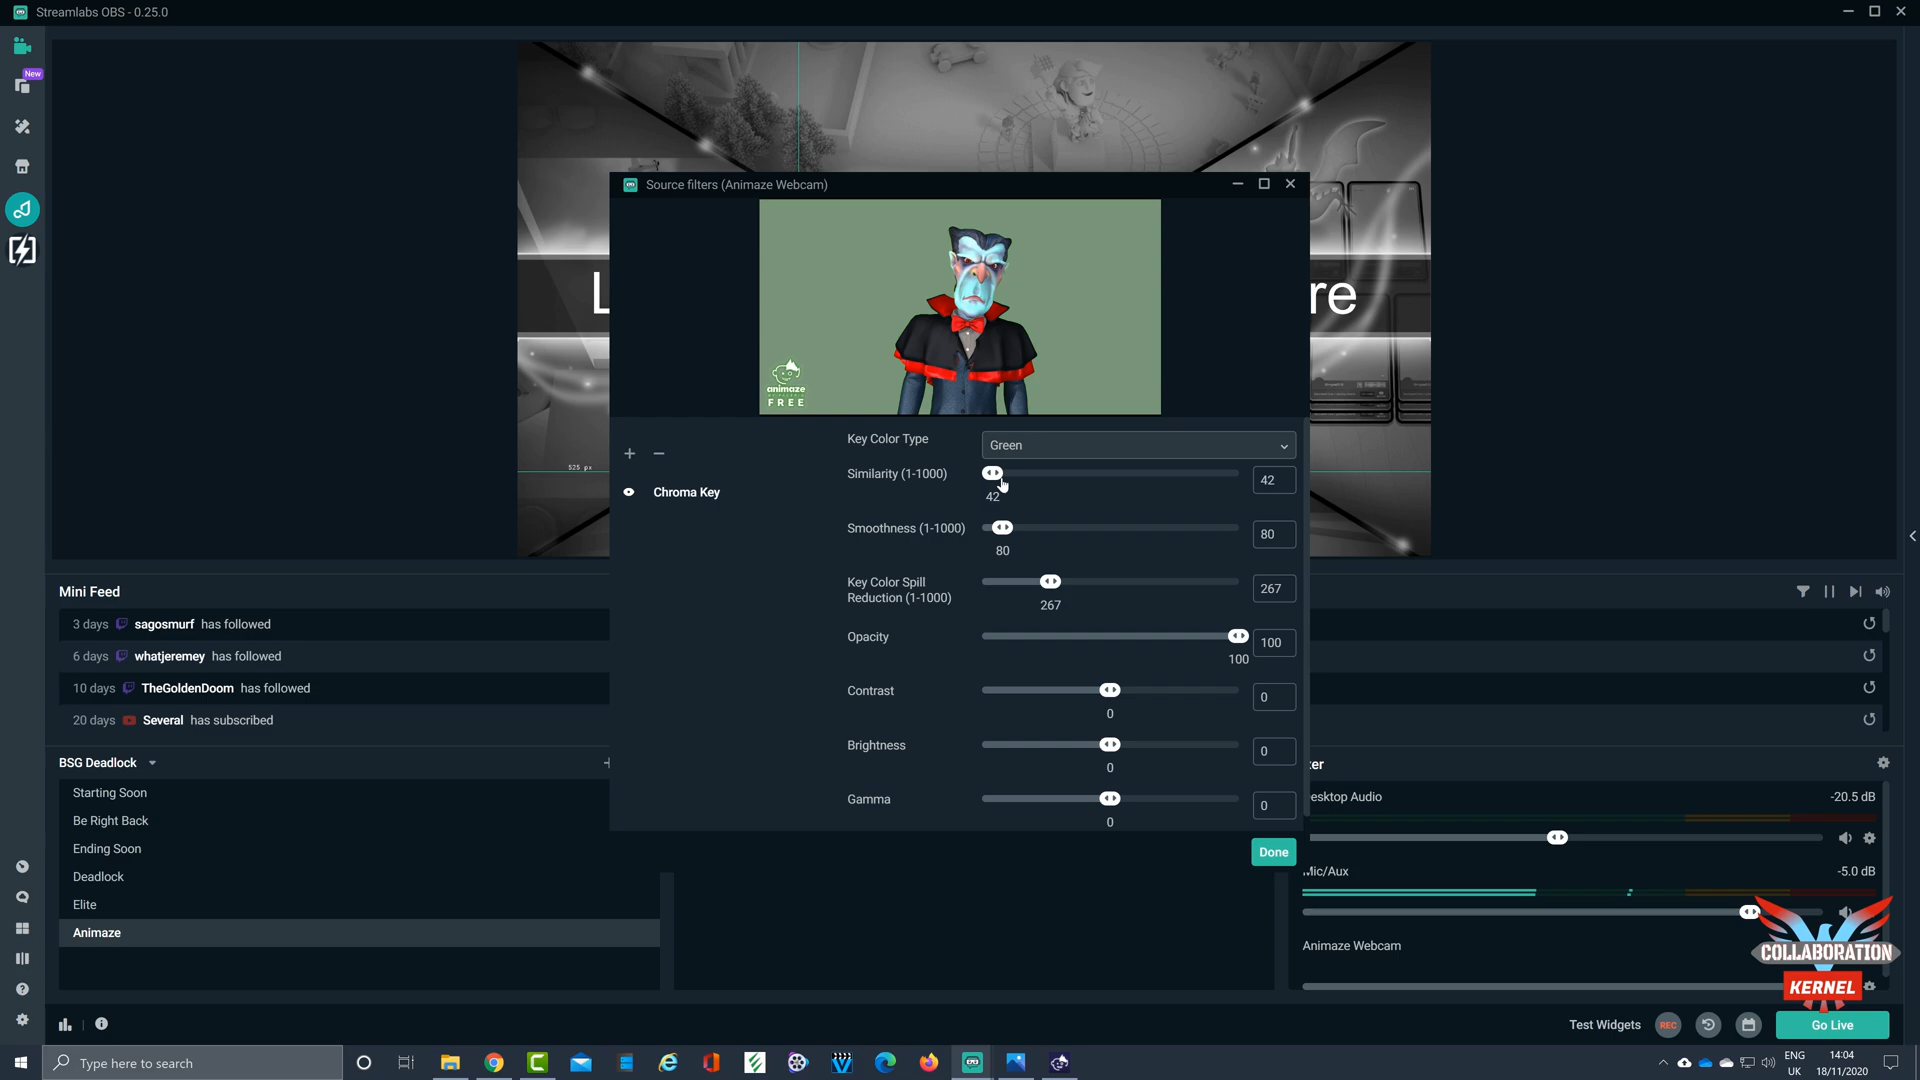 Streamlabs OBS - 0.25.0
New
Source filters (Animaze Webcam)
L
re
animaze
FREE
525 px
Key Color Type
Green
Similarity (1-1000)
42
42
Chroma Key
Smoothness (1-1000)
80
80
Key Color Spill
Reduction (1-1000)
267
267
Opacity
100
100
Contrast
0
0
Brightness
0
0
Gamma
0
0
Done
Mini Feed
3 days sagosmurf has followed
6 days whatjeremey has followed
10 days TheGoldenDoom has followed
20 days Several has subscribed
BSG Deadlock
Starting Soon
Be Right Back
Ending Soon
Deadlock
Elite
Animaze
zer
esktop Audio
-20.5 dB
Mic/Aux
-5.0 dB
Animaze Webcam
COLLABORATION
KERNEL
Test Widgets
REC
Go Live
Type here to search
ENG
UK
14:04
18/11/2020